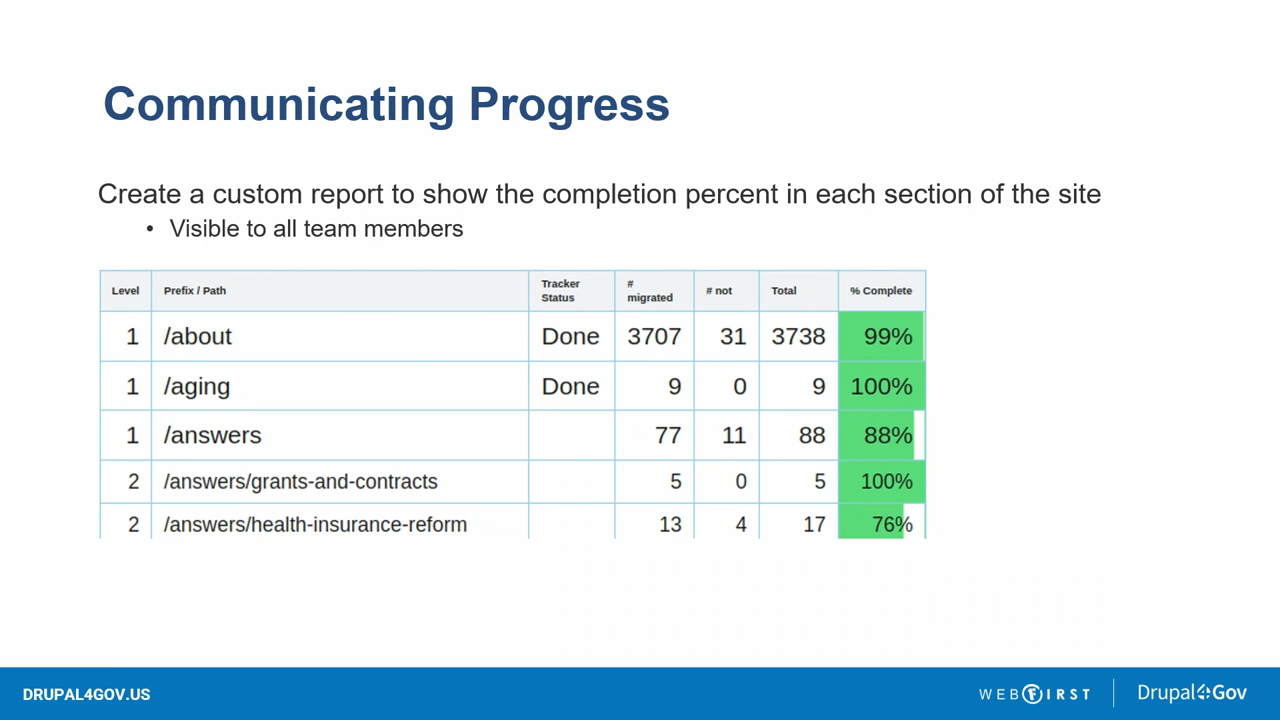 Communicating Progress
Create a custom report to show the completion percent in each section of the site
• Visible to all team members
Level Prefix / Path Tracker Status # migrated # not Total % Complete
1 /about Done 3707 31 3738 99%
1 /aging Done 9 0 9 100%
1 /answers 77 11 88 88%
2 /answers/grants-and-contracts 5 0 5 100%
2 /answers/health-insurance-reform 13 4 17 76%
DRUPAL4GOV.US WEBFIRST Drupal4Gov